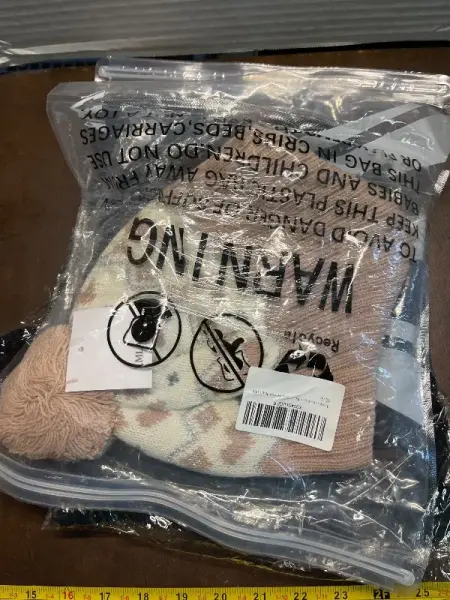 WARNING
TO AVOID DANGER OF
KEEP THIS PLASTIC BAG AWAY
BABIES AND CHILDREN.DO NOT USE
THIS BAG IN CRIBS,BEDS,CARRIAGES
OR
Recycle
15 16 17 18 19 20 21 22 23 24 25